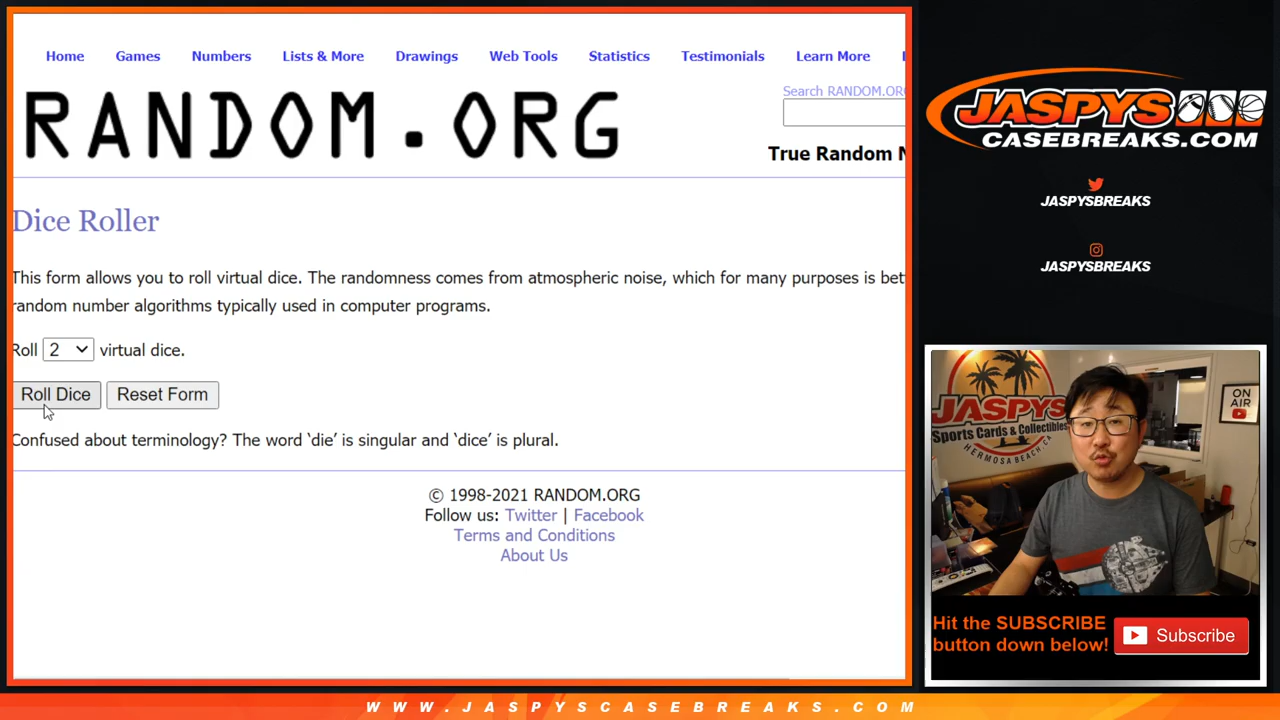 Home Games Numbers Lists & More Drawings Web Tools Statistics Testimonials Learn More
RANDOM.ORG
Search RANDOM.ORG
True Random N
Dice Roller
This form allows you to roll virtual dice. The randomness comes from atmospheric noise, which for many purposes is bet
random number algorithms typically used in computer programs.
Roll 2 virtual dice.
Roll Dice Reset Form
Confused about terminology? The word ‘die’ is singular and ‘dice’ is plural.
© 1998-2021 RANDOM.ORG
Follow us: Twitter | Facebook
Terms and Conditions
About Us
JASPYS
CASEBREAKS.COM
JASPYSBREAKS
JASPYSBREAKS
JASPYS
Sports Cards & Collectibles
HERMOSA BEACH, CA
ON
AIR
Hit the SUBSCRIBE
button down below!
Subscribe
WWW.JASPYSCASEBREAKS.COM